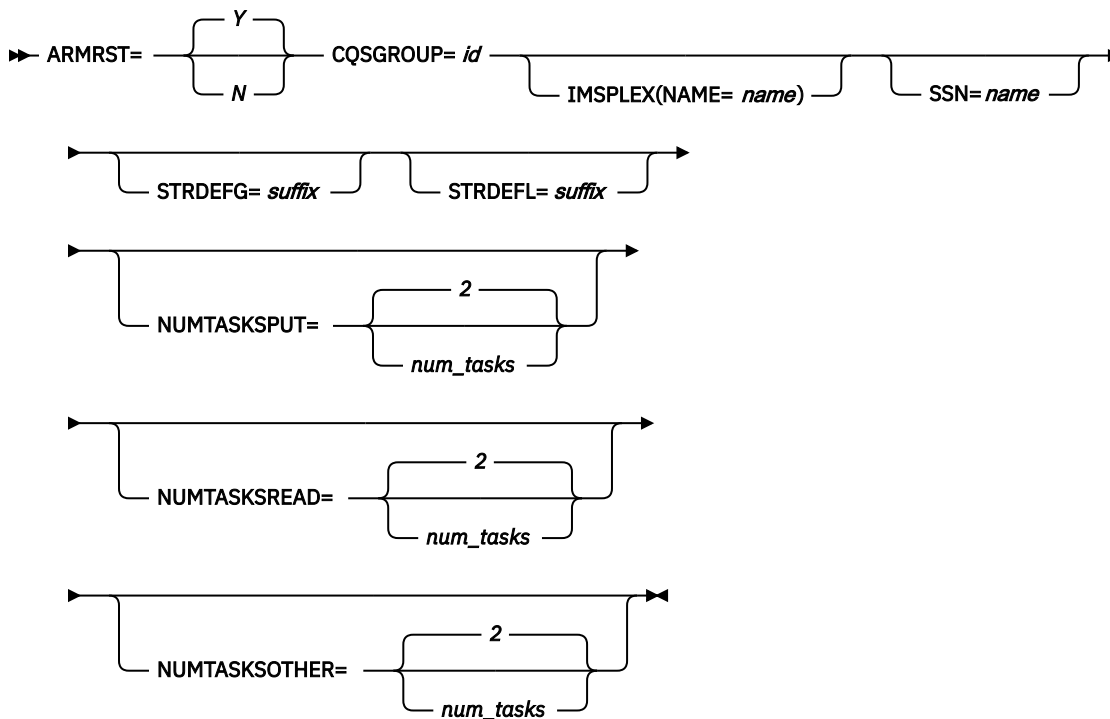 Y
ARMRST= CQSGROUP= id
N
IMSPLEX(NAME= name) SSN= name
STRDEFG= suffix STRDEFL= suffix
2
NUMTASKSPUT=
num_tasks
2
NUMTASKSREAD=
num_tasks
2
NUMTASKSOTHER=
num_tasks